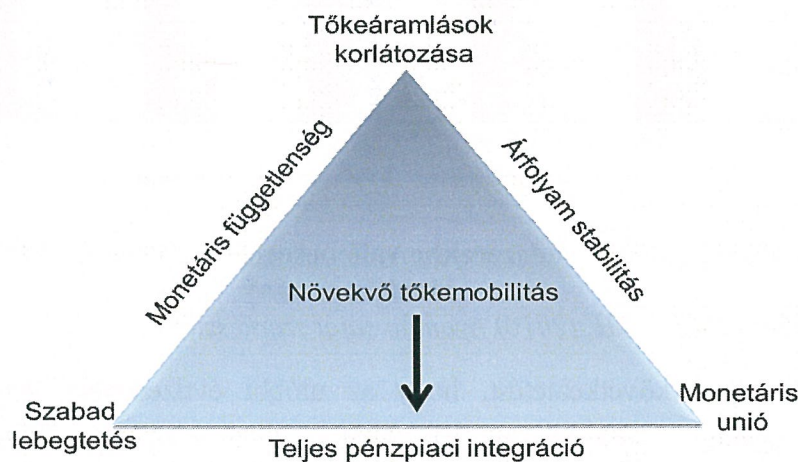 Tőkeáramlások
korlátozása
Monetáris függetlenség
Árfolyam stabilitás
Növekvő tőkemobilitás
Szabad
lebegtetés
Monetáris
unió
Teljes pénzpiaci integráció